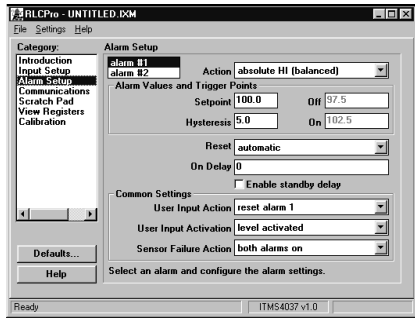 RLCPro - UNTITLED.IXM
File Settings Help
Category:
Introduction
Input Setup
Alarm Setup
Communications
Scratch Pad
View Registers
Calibration
Defaults...
Help
Alarm Setup
alarm #1
alarm #2
Action absolute HI (balanced)
Alarm Values and Trigger Points
Setpoint 100.0 Off 97.5
Hysteresis 5.0 On 102.5
Reset automatic
On Delay 0
Enable standby delay
Common Settings
User Input Action reset alarm 1
User Input Activation level activated
Sensor Failure Action both alarms on
Select an alarm and configure the alarm settings.
Ready ITMS4037 v1.0